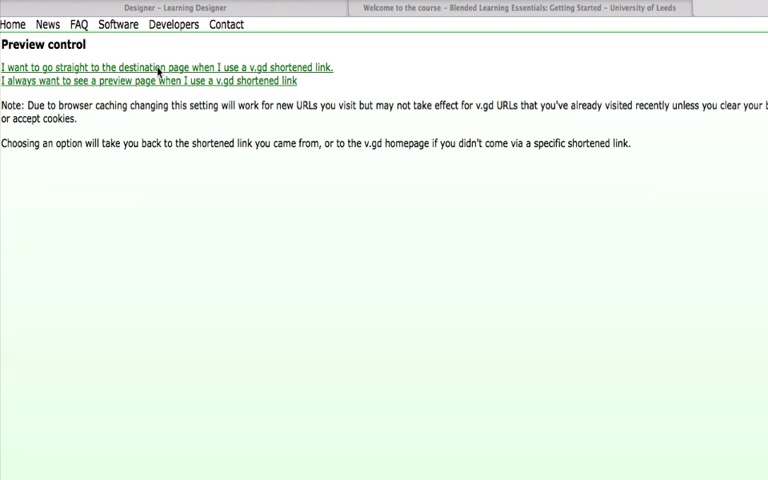 Designer – Learning Designer
Welcome to the course – Blended Learning Essentials: Getting Started – University of Leeds
Home News FAQ Software Developers Contact
Preview control
I want to go straight to the destination page when I use a v.gd shortened link.
I always want to see a preview page when I use a v.gd shortened link
Note: Due to browser caching changing this setting will work for new URLs you visit but may not take effect for v.gd URLs that you've already visited recently unless you clear your
or accept cookies.
Choosing an option will take you back to the shortened link you came from, or to the v.gd homepage if you didn't come via a specific shortened link.